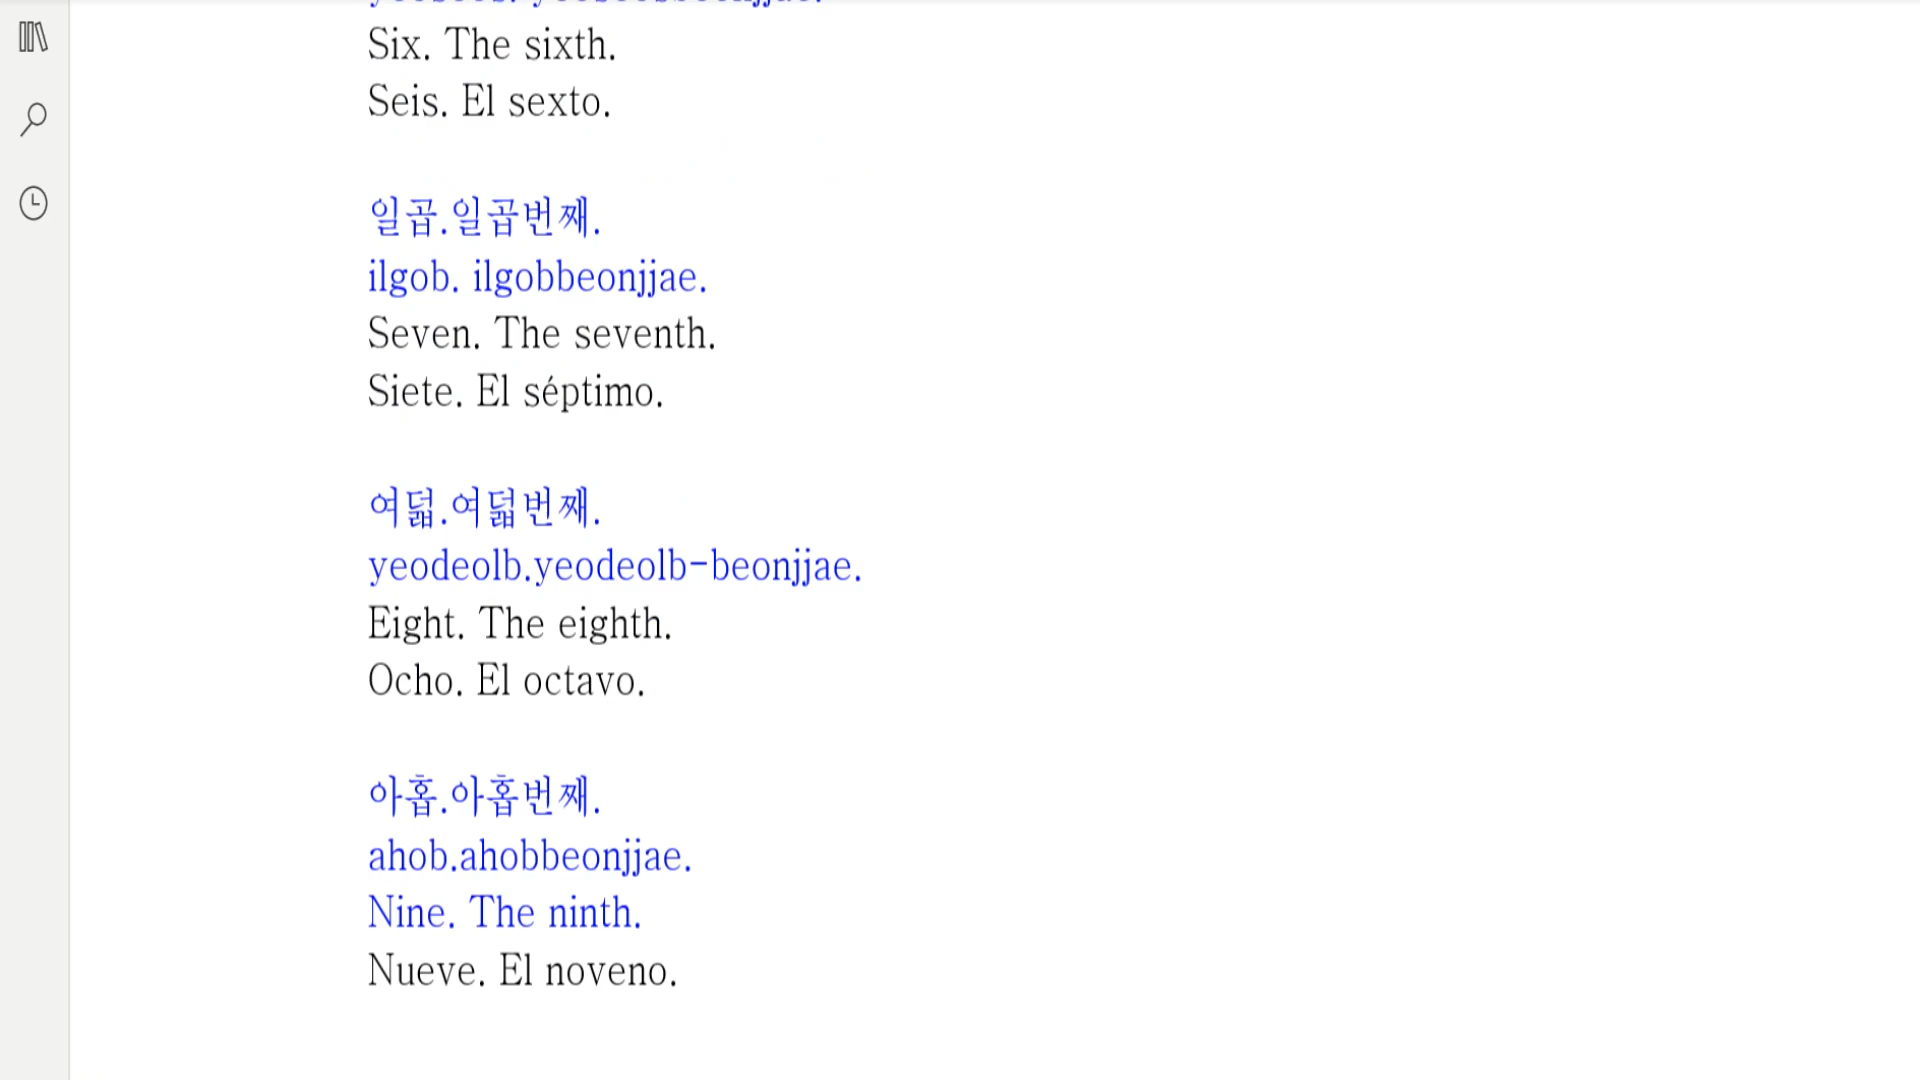 Six. The sixth.
Seis. El sexto.
일곱.일곱번째.
ilgob. ilgobbeonjjae.
Seven. The seventh.
Siete. El séptimo.
여덟.여덟번째.
yeodeolb.yeodeolb-beonjjae.
Eight. The eighth.
Ocho. El octavo.
아홉.아홉번째.
ahob.ahobbeonjjae.
Nine. The ninth.
Nueve. El noveno.